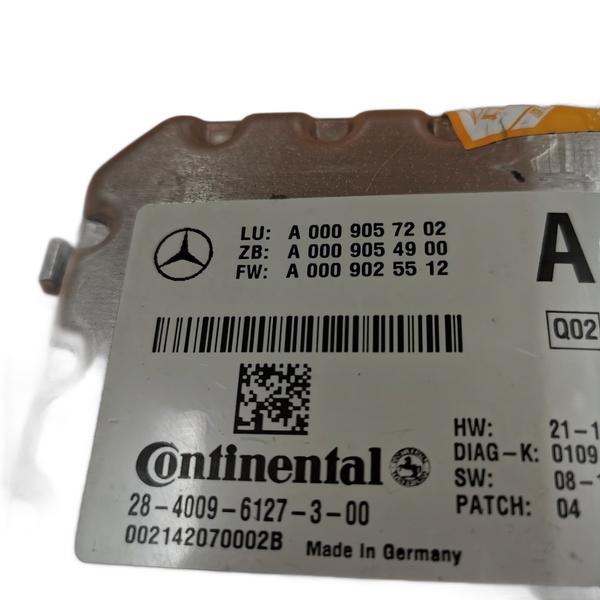 LU: A 000 905 72 02
ZB: A 000 905 49 00
FW: A 000 902 55 12
A
Q02
HW: 21-1
DIAG-K: 0109
SW: 08-1
PATCH: 04
Continental
28-4009-6127-3-00
002142070002B Made in Germany